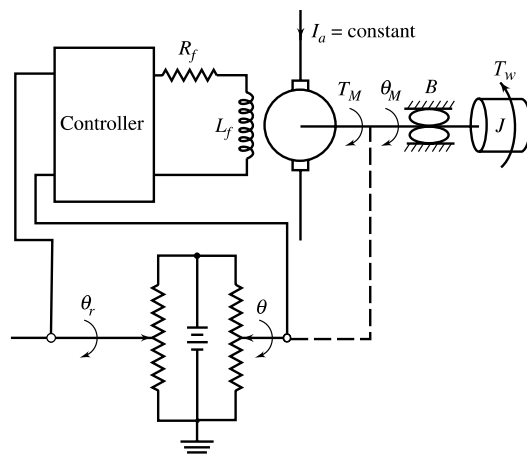 I_a = constant
R_f
Controller
L_f
T_M
θ_M
B
T_w
J
θ_r
θ